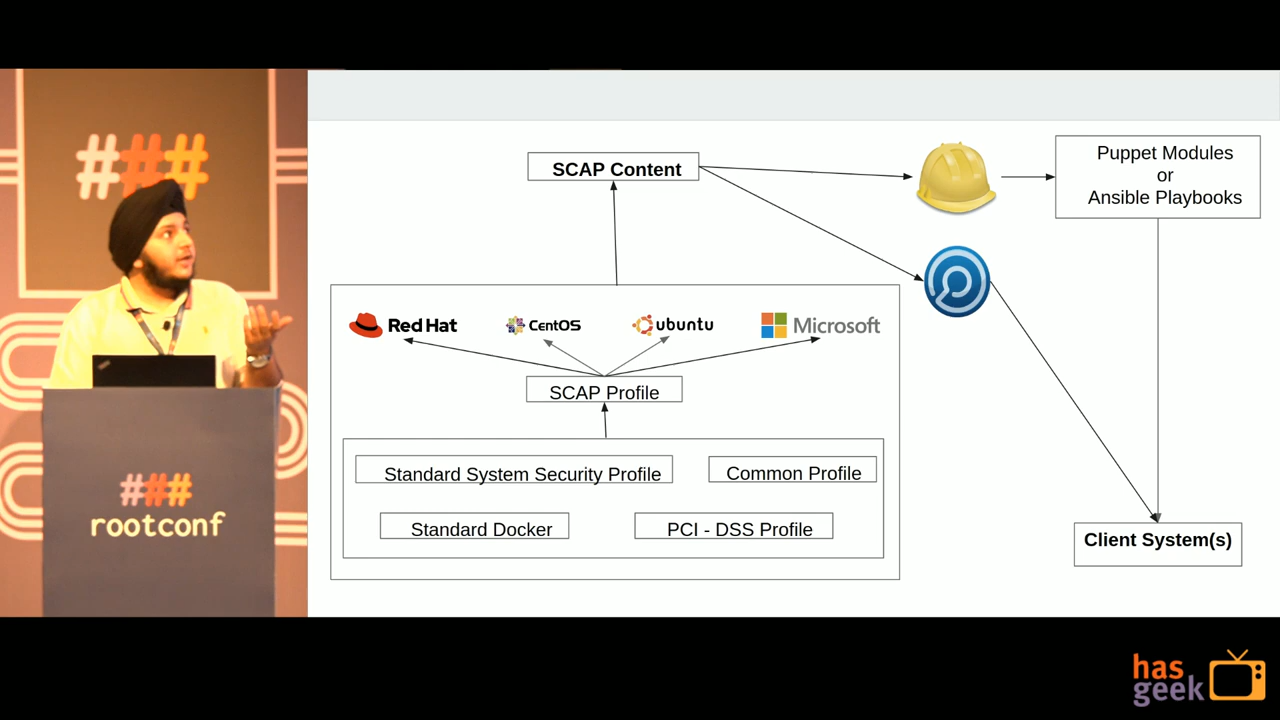 ###
SCAP Content
Puppet Modules
or
Ansible Playbooks
Red Hat
CentOS
ubuntu
Microsoft
SCAP Profile
Standard System Security Profile
Common Profile
Standard Docker
PCI - DSS Profile
Client System(s)
###
rootconf
has
geek